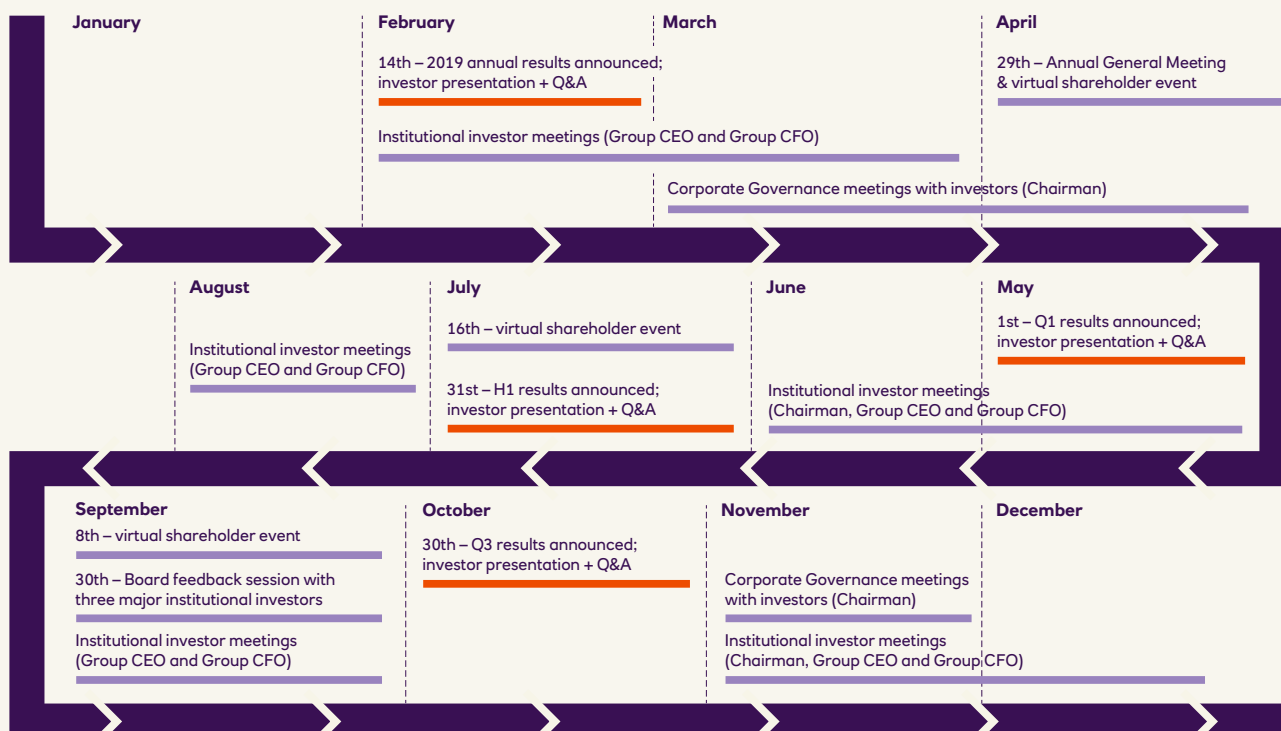 January
February
14th – 2019 annual results announced;
investor presentation + Q&A
Institutional investor meetings (Group CEO and Group CFO)
March
Corporate Governance meetings with investors (Chairman)
April
29th – Annual General Meeting
& virtual shareholder event
May
1st – Q1 results announced;
investor presentation + Q&A
June
Institutional investor meetings
(Chairman, Group CEO and Group CFO)
July
16th – virtual shareholder event
31st – H1 results announced;
investor presentation + Q&A
August
Institutional investor meetings
(Group CEO and Group CFO)
September
8th – virtual shareholder event
30th – Board feedback session with
three major institutional investors
Institutional investor meetings
(Group CEO and Group CFO)
October
30th – Q3 results announced;
investor presentation + Q&A
November
Corporate Governance meetings
with investors (Chairman)
Institutional investor meetings
(Chairman, Group CEO and Group CFO)
December